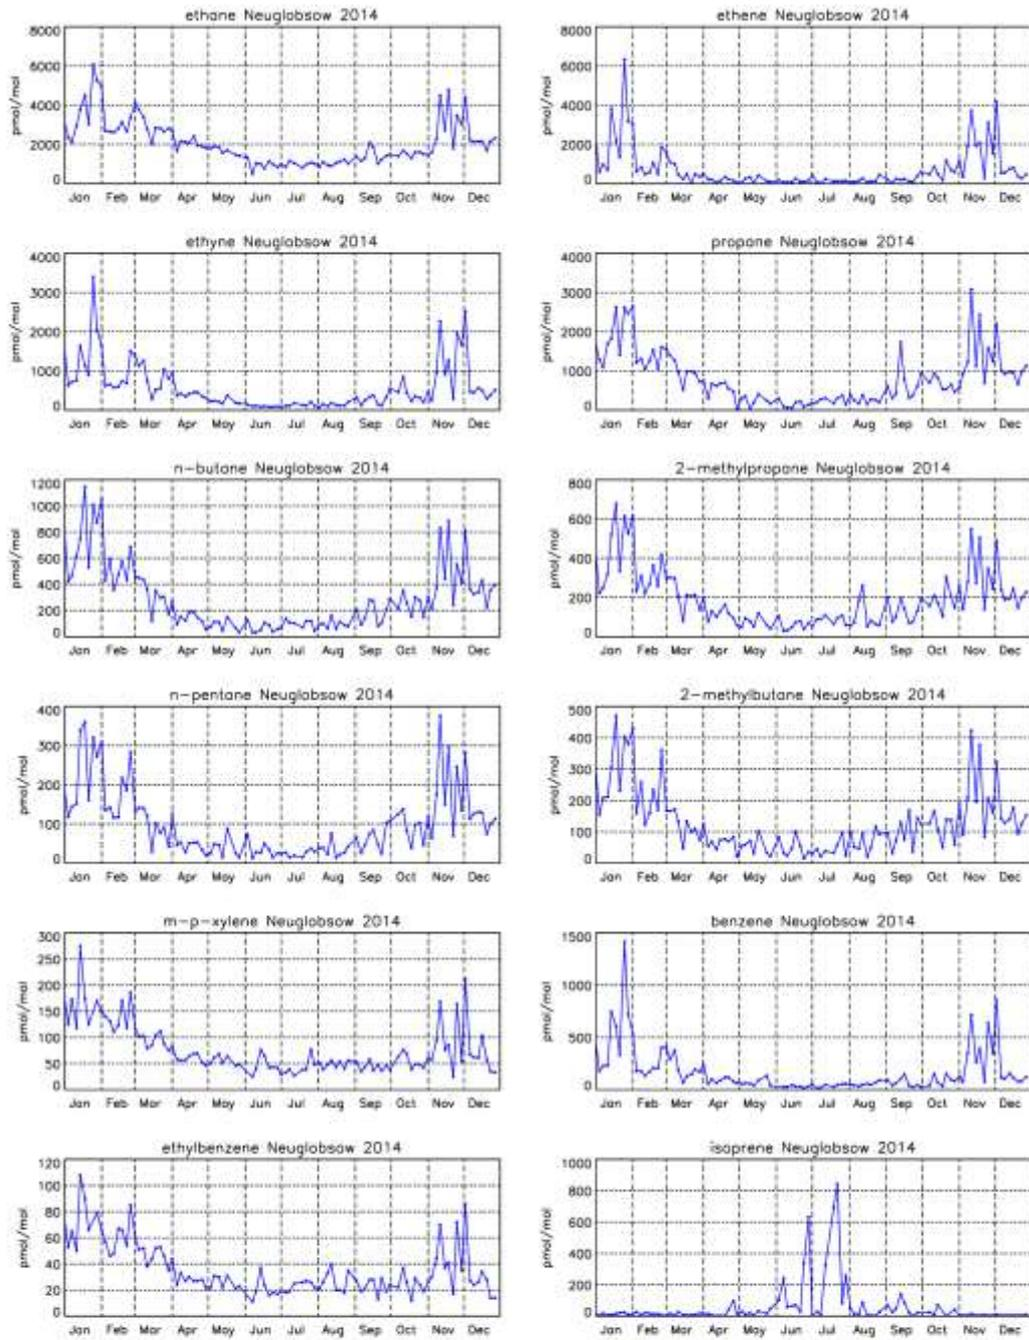 ethane Neuglobsow 2014
8000
6000
4000
2000
0
pmol/mol
Jan Feb Mar Apr May Jun Jul Aug Sep Oct Nov Dec
ethene Neuglobsow 2014
8000
6000
4000
2000
0
pmol/mol
Jan Feb Mar Apr May Jun Jul Aug Sep Oct Nov Dec
ethyne Neuglobsow 2014
4000
3000
2000
1000
0
pmol/mol
Jan Feb Mar Apr May Jun Jul Aug Sep Oct Nov Dec
propane Neuglobsow 2014
4000
3000
2000
1000
0
pmol/mol
Jan Feb Mar Apr May Jun Jul Aug Sep Oct Nov Dec
n-butane Neuglobsow 2014
1200
1000
800
600
400
200
0
pmol/mol
Jan Feb Mar Apr May Jun Jul Aug Sep Oct Nov Dec
2-methylpropane Neuglobsow 2014
800
600
400
200
0
pmol/mol
Jan Feb Mar Apr May Jun Jul Aug Sep Oct Nov Dec
n-pentane Neuglobsow 2014
400
300
200
100
0
pmol/mol
Jan Feb Mar Apr May Jun Jul Aug Sep Oct Nov Dec
2-methylbutane Neuglobsow 2014
500
400
300
200
100
0
pmol/mol
Jan Feb Mar Apr May Jun Jul Aug Sep Oct Nov Dec
m-p-xylene Neuglobsow 2014
300
250
200
150
100
50
0
pmol/mol
Jan Feb Mar Apr May Jun Jul Aug Sep Oct Nov Dec
benzene Neuglobsow 2014
1500
1000
500
0
pmol/mol
Jan Feb Mar Apr May Jun Jul Aug Sep Oct Nov Dec
ethylbenzene Neuglobsow 2014
120
100
80
60
40
20
0
pmol/mol
Jan Feb Mar Apr May Jun Jul Aug Sep Oct Nov Dec
isoprene Neuglobsow 2014
1000
800
600
400
200
0
pmol/mol
Jan Feb Mar Apr May Jun Jul Aug Sep Oct Nov Dec